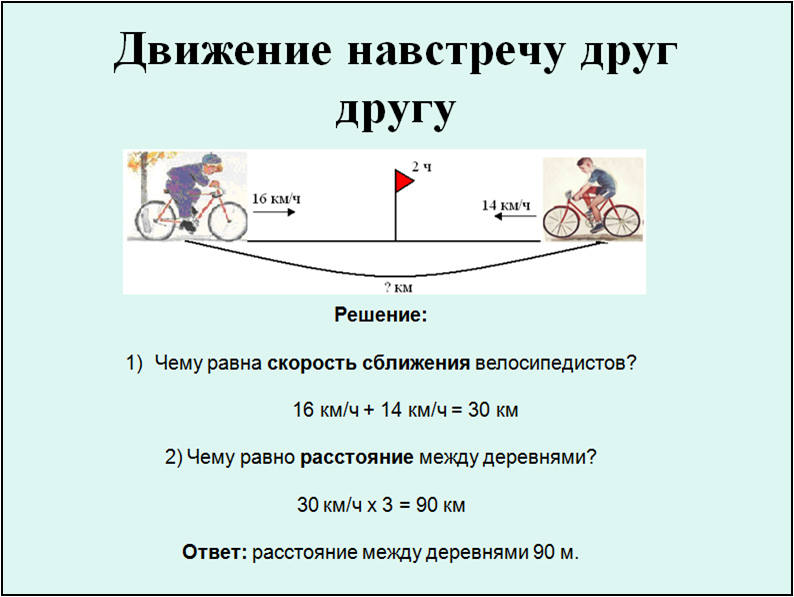 Движение навстречу друг
другу
2 ч
16 км/ч
14 км/ч
? км
Решение:
1) Чему равна скорость сближения велосипедистов?
16 км/ч + 14 км/ч = 30 км
2) Чему равно расстояние между деревнями?
30 км/ч х 3 = 90 км
Ответ: расстояние между деревнями 90 м.